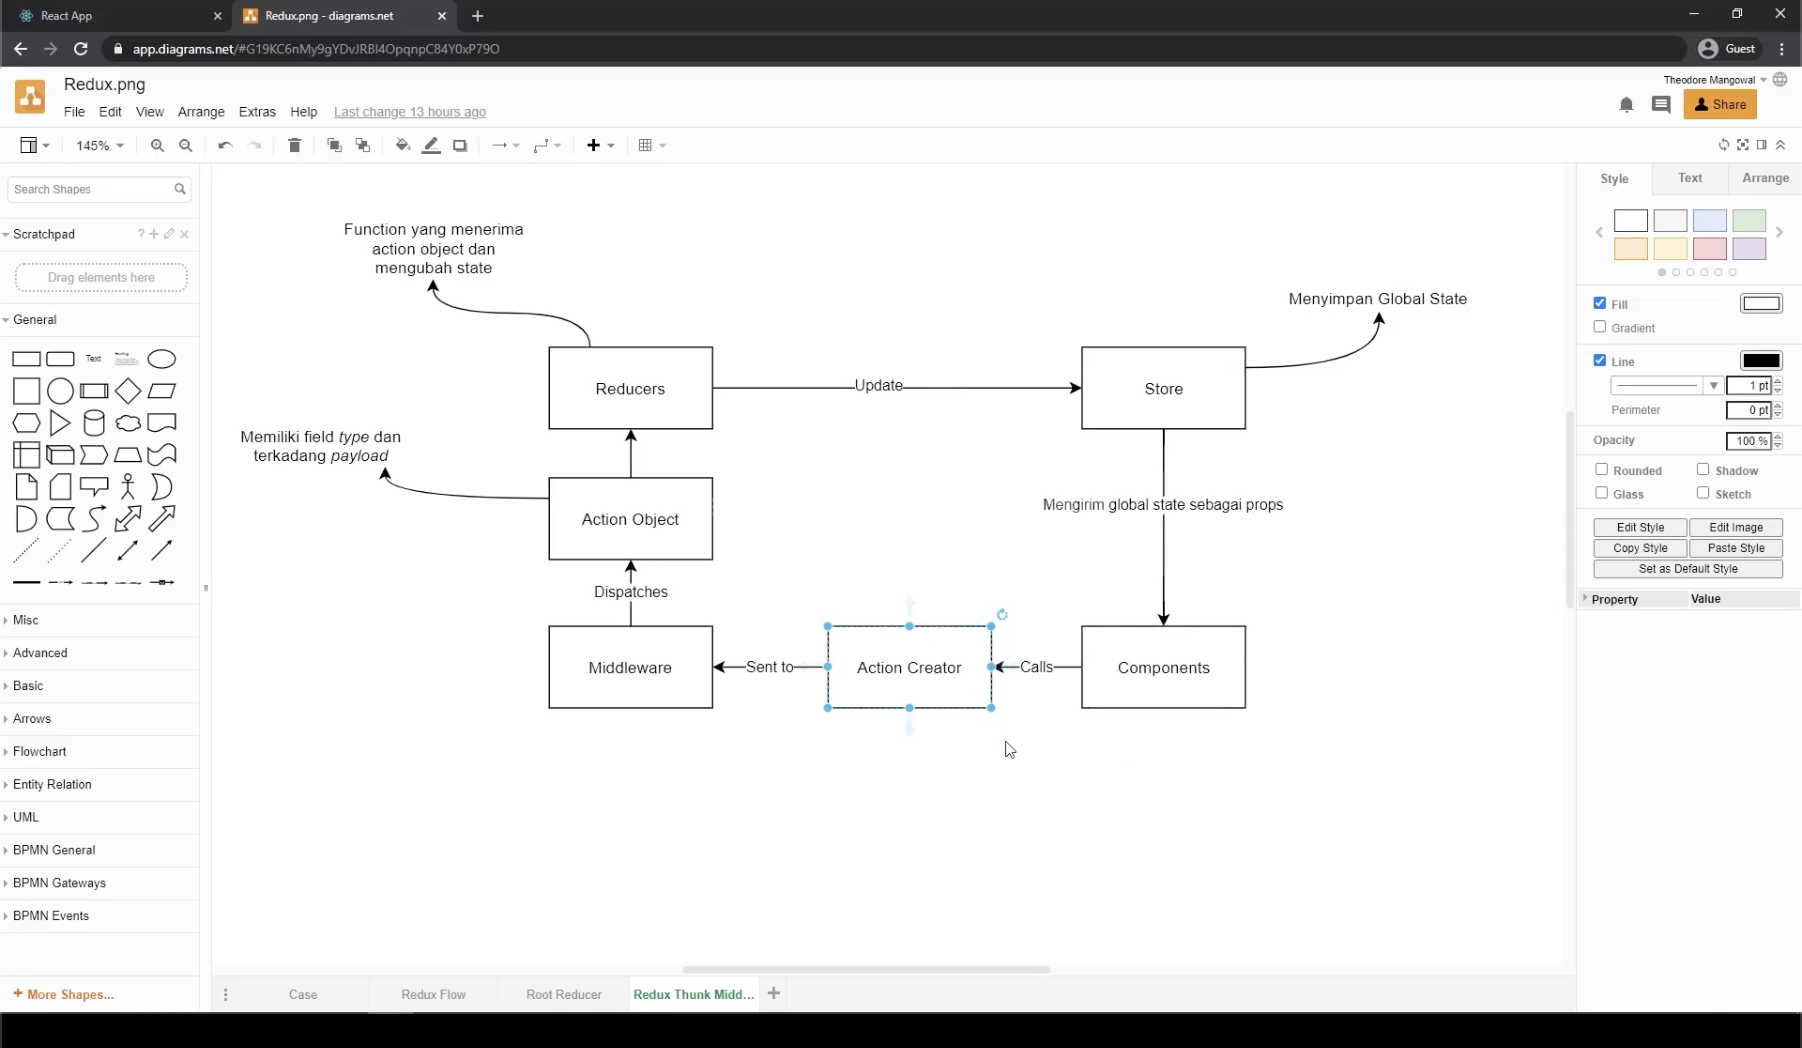 React App
Redux.png - diagrams.net
app.diagrams.net/#G19KC6nMy9gYDvJRBl4OpqnpC84Y0xP79O
Guest
Redux.png
Theodore Mangowal
File Edit View Arrange Extras Help Last change 13 hours ago
Share
145%
Search Shapes
Scratchpad
?
Drag elements here
General
Text
Misc
Advanced
Basic
Arrows
Flowchart
Entity Relation
UML
BPMN General
BPMN Gateways
BPMN Events
+ More Shapes...
Function yang menerima
action object dan
mengubah state
Menyimpan Global State
Reducers
Update
Store
Memiliki field type dan
terkadang payload
Action Object
Mengirim global state sebagai props
Dispatches
Middleware
Sent to
Action Creator
Calls
Components
Case
Redux Flow
Root Reducer
Redux Thunk Midd...
Style
Text
Arrange
Fill
Gradient
Line
1 pt
Perimeter
0 pt
Opacity
100 %
Rounded
Shadow
Glass
Sketch
Edit Style
Edit Image
Copy Style
Paste Style
Set as Default Style
Property
Value